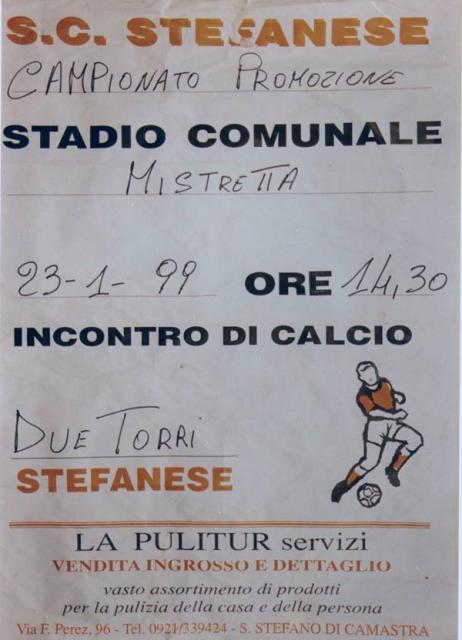 S.C. STEFANESE
CAMPIONATO PROMOZIONE
STADIO COMUNALE
MISTRETTA
23-1-99 ORE 14,30
INCONTRO DI CALCIO
DUE TORRI
STEFANESE
LA PULITUR servizi
VENDITA INGROSSO E DETTAGLIO
vasto assortimento di prodotti
per la pulizia della casa e della persona
Via F. Perez, 96 - Tel. 0921/339424 - S. STEFANO DI CAMASTRA